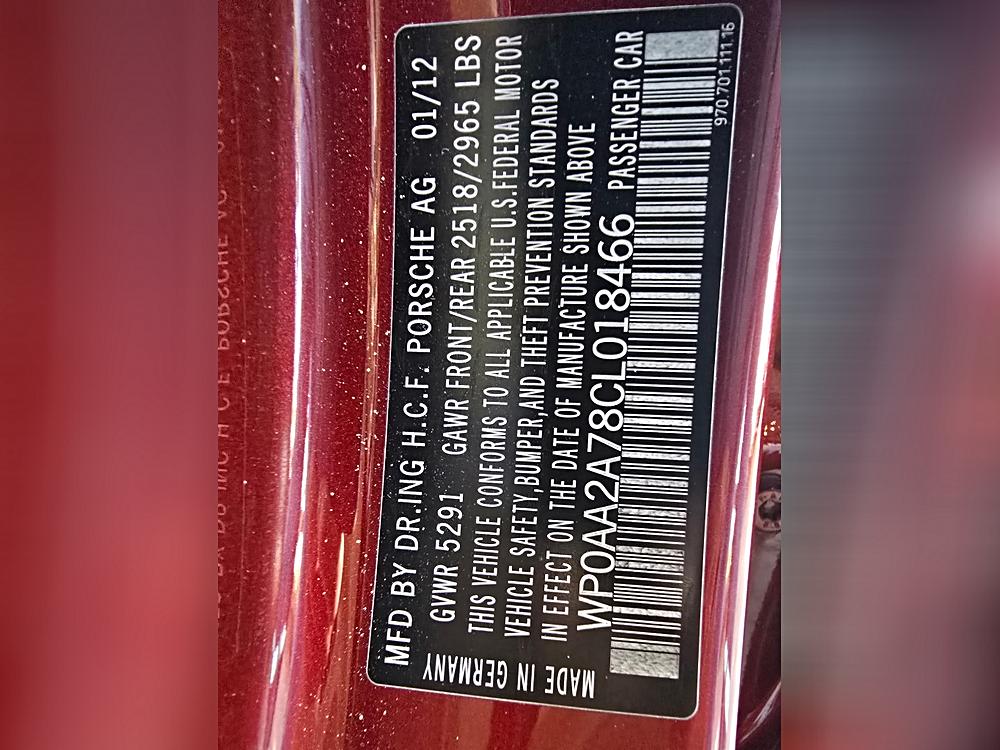 MFD BY DR.ING H.C.F. PORSCHE AG 01/12
GVWR 5291 GAWR FRONT/REAR 2518/2965 LBS
THIS VEHICLE CONFORMS TO ALL APPLICABLE U.S.FEDERAL MOTOR
VEHICLE SAFETY,BUMPER,AND THEFT PREVENTION STANDARDS
IN EFFECT ON THE DATE OF MANUFACTURE SHOWN ABOVE
WP0AA2A78CL018466 PASSENGER CAR
970.701.111.16
MADE IN GERMANY